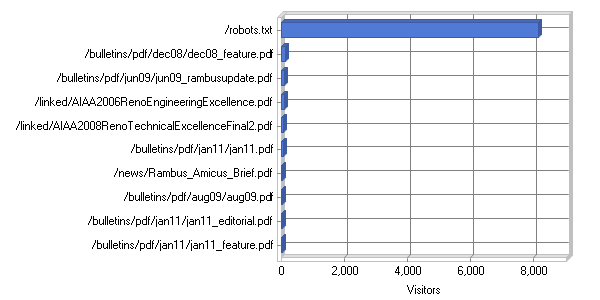 /robots.txt
/bulletins/pdf/dec08/dec08_feature.pdf
/bulletins/pdf/jun09/jun09_rambusupdate.pdf
/linked/AIAA2006RenoEngineeringExcellence.pdf
/linked/AIAA2008RenoTechnicalExcellenceFinal2.pdf
/bulletins/pdf/jan11/jan11.pdf
/news/Rambus_Amicus_Brief.pdf
/bulletins/pdf/aug09/aug09.pdf
/bulletins/pdf/jan11/jan11_editorial.pdf
/bulletins/pdf/jan11/jan11_feature.pdf
0 2,000 4,000 6,000 8,000
Visitors